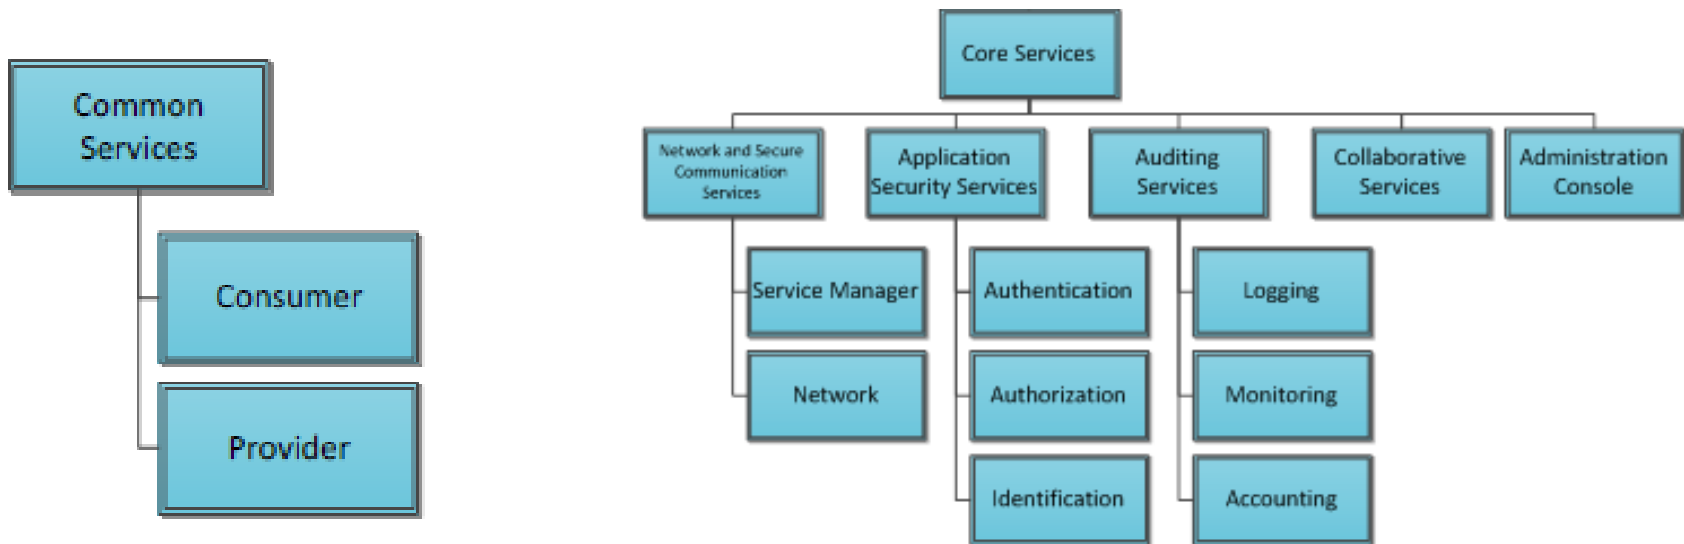 Common
Services
Consumer
Provider
Core Services
Network and Secure
Communication
Services
Application
Security Services
Auditing
Services
Collaborative
Services
Administration
Console
Service Manager
Network
Authentication
Authorization
Identification
Logging
Monitoring
Accounting